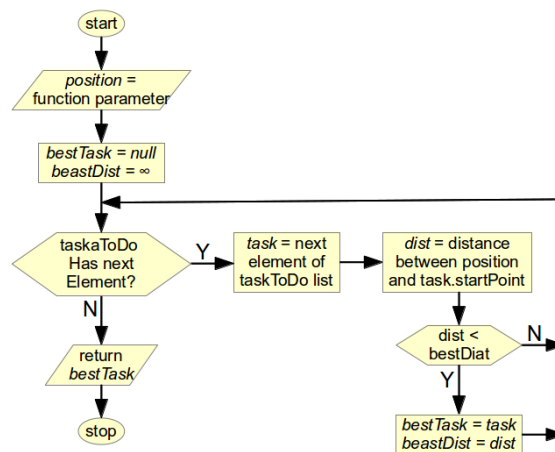 start
position =
function parameter
bestTask = null
beastDist = ∞
taskaToDo
Has next
Element?
Y
N
task = next
element of
taskToDo list
dist = distance
between position
and task.startPoint
dist <
bestDiat
N
Y
return
bestTask
bestTask = task
beastDist = dist
stop